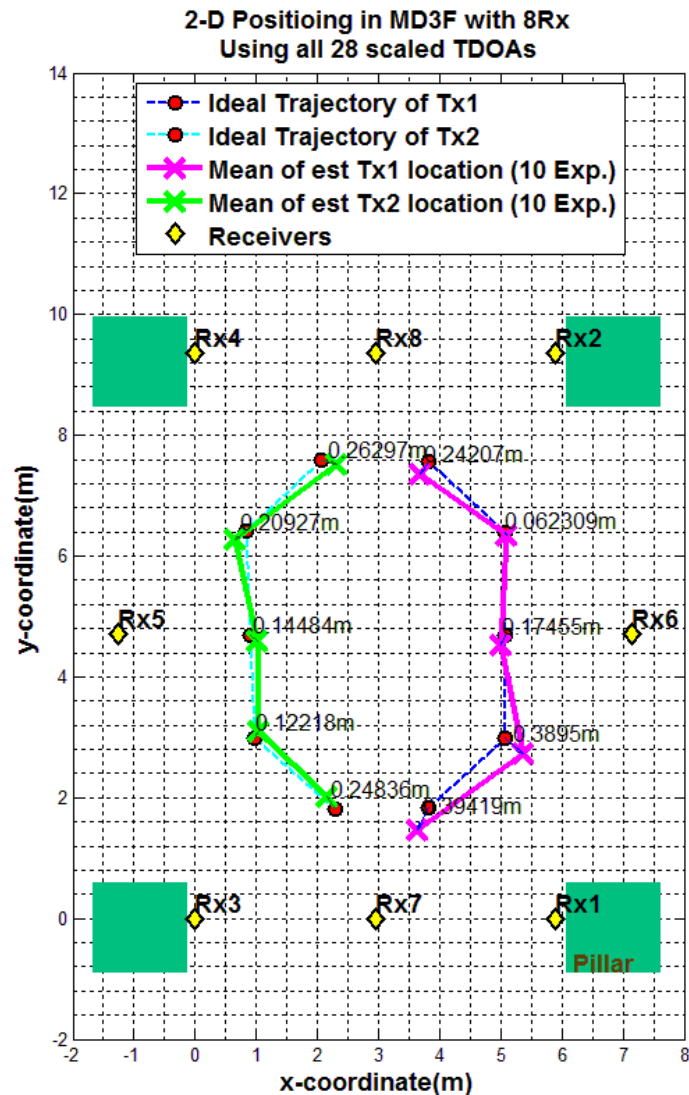 2-D Positioing in MD3F with 8Rx
Using all 28 scaled TDOAs
14
12
10
8
6
4
2
0
-2
y-coordinate(m)
Ideal Trajectory of Tx1
Ideal Trajectory of Tx2
Mean of est Tx1 location (10 Exp.)
Mean of est Tx2 location (10 Exp.)
Receivers
Rx4 Rx8 Rx2
0.26297m 0.24207m
0.20927m 0.062309m
Rx5 0.14484m 0.17455m Rx6
0.12218m 0.3895m
0.24836m 0.39419m
Rx3 Rx7 Rx1
Pillar
-2 -1 0 1 2 3 4 5 6 7 8
x-coordinate(m)